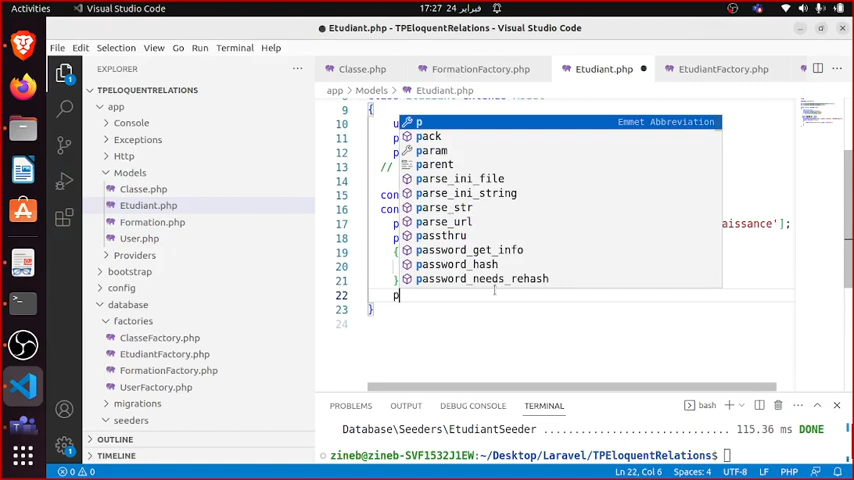 Activities
Visual Studio Code
17:27 24 فبراير
Etudiant.php - TPEloquentRelations - Visual Studio Code
File Edit Selection View Go Run Terminal Help
EXPLORER
Classe.php
FormationFactory.php
Etudiant.php
EtudiantFactory.php
app > Models > Etudiant.php
TPELOQUENTRELATIONS
app
Console
Exceptions
Http
Models
Classe.php
Etudiant.php
Formation.php
User.php
Providers
bootstrap
config
database
factories
ClasseFactory.php
EtudiantFactory.php
FormationFactory.php
UserFactory.php
migrations
seeders
OUTLINE
TIMELINE
9 {
10 u
11 p
12 p
13 //
14
15 con
16 con
17 p aissance'];
18 p
19 {
20
21 }
22 p
23 }
24
p Emmet Abbreviation
pack
param
parent
parse_ini_file
parse_ini_string
parse_str
parse_url
passthru
password_get_info
password_hash
password_needs_rehash
PROBLEMS OUTPUT DEBUG CONSOLE TERMINAL
bash
Database\Seeders\EtudiantSeeder ............................. 115.36 ms DONE
zineb@zineb-SVF1532J1EW:~/Desktop/Laravel/TPEloquentRelations$
0 0
Ln 22, Col 6 Spaces: 4 UTF-8 LF PHP